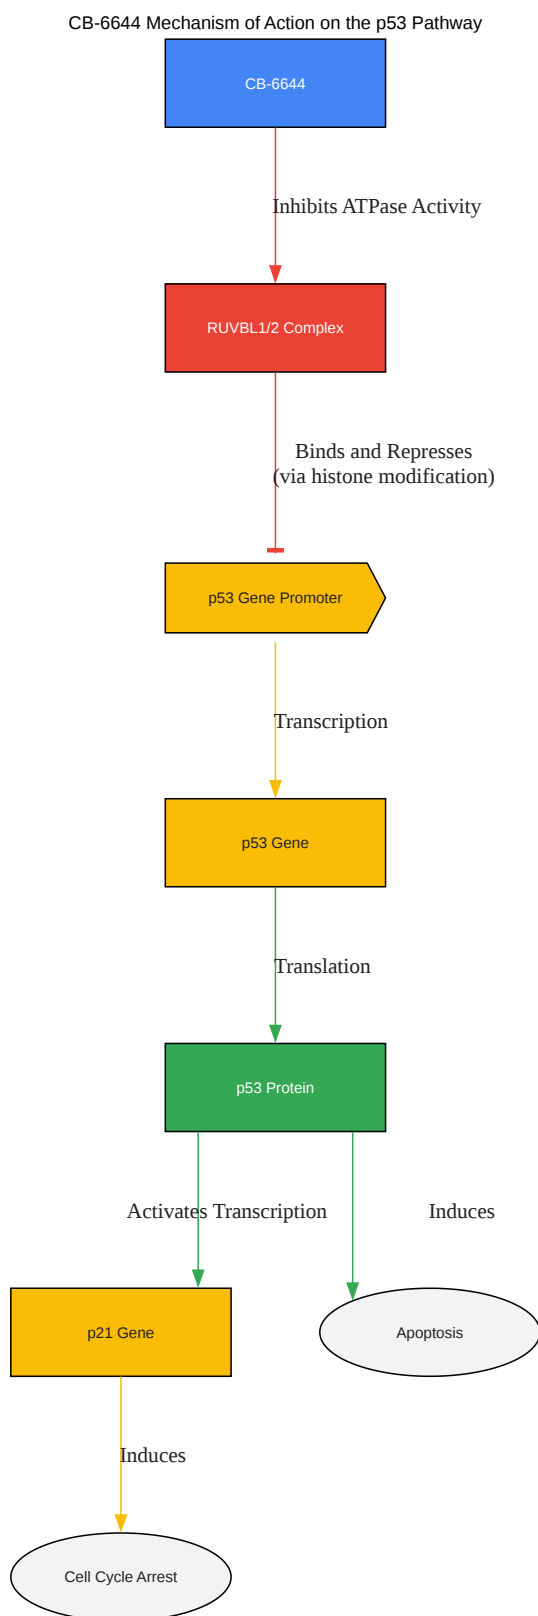 CB-6644 Mechanism of Action on the p53 Pathway
CB-6644
Inhibits ATPase Activity
RUVBL1/2 Complex
Binds and Represses
(via histone modification)
p53 Gene Promoter
Transcription
p53 Gene
Translation
p53 Protein
Activates Transcription
Induces
p21 Gene
Apoptosis
Induces
Cell Cycle Arrest